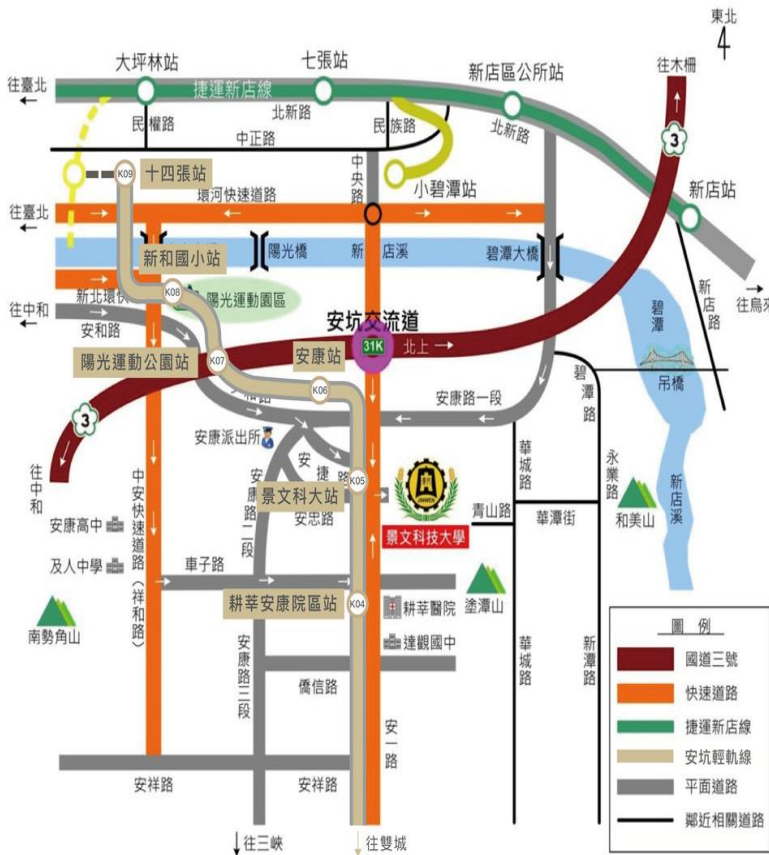 東北
4
往木柵
大坪林站
七張站
新店區公所站
往臺北
捷運新店線
北新路
北新路
民權路
民族路
3
中正路
K09
十四張站
中央路
小碧潭站
新店站
環河快速道路
往臺北
新和國小站
陽光橋
新店溪
碧潭大橋
K08
陽光運動園區
新北環快
往中和
安和路
碧潭
新店路
往烏來
安坑交流道
31K
北上
陽光運動公園站
K07
安康站
K06
碧潭路
吊橋
3
安康路一段
安康派出所
往中和
中安快速道路(祥和路)
安康路二段
安捷路
華城路
永業路
新店溪
K05
景文科大站
安忠路
JINWEN
景文科技大學
青山路
華潭街
和美山
安康高中
及人中學
車子路
耕莘安康院區站
K04
耕莘醫院
塗潭山
南勢角山
達觀國中
安康路三段
僑信路
華城路
新潭路
安一路
安祥路
安祥路
往三峽
往雙城
圖 例
國道三號
快速道路
捷運新店線
安坑輕軌線
平面道路
鄰近相關道路